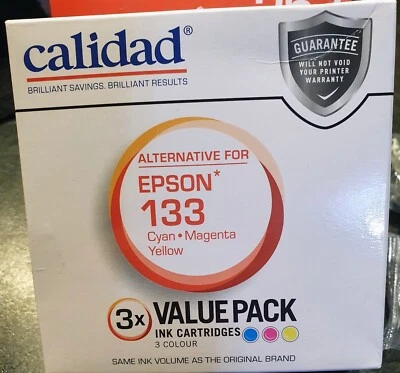 calidad®
BRILLIANT SAVINGS. BRILLIANT RESULTS
GUARANTEE
WILL NOT VOID
YOUR PRINTER
WARRANTY
ALTERNATIVE FOR
EPSON*
133
Cyan • Magenta
Yellow
3x VALUE PACK
INK CARTRIDGES
3 COLOUR
SAME INK VOLUME AS THE ORIGINAL BRAND